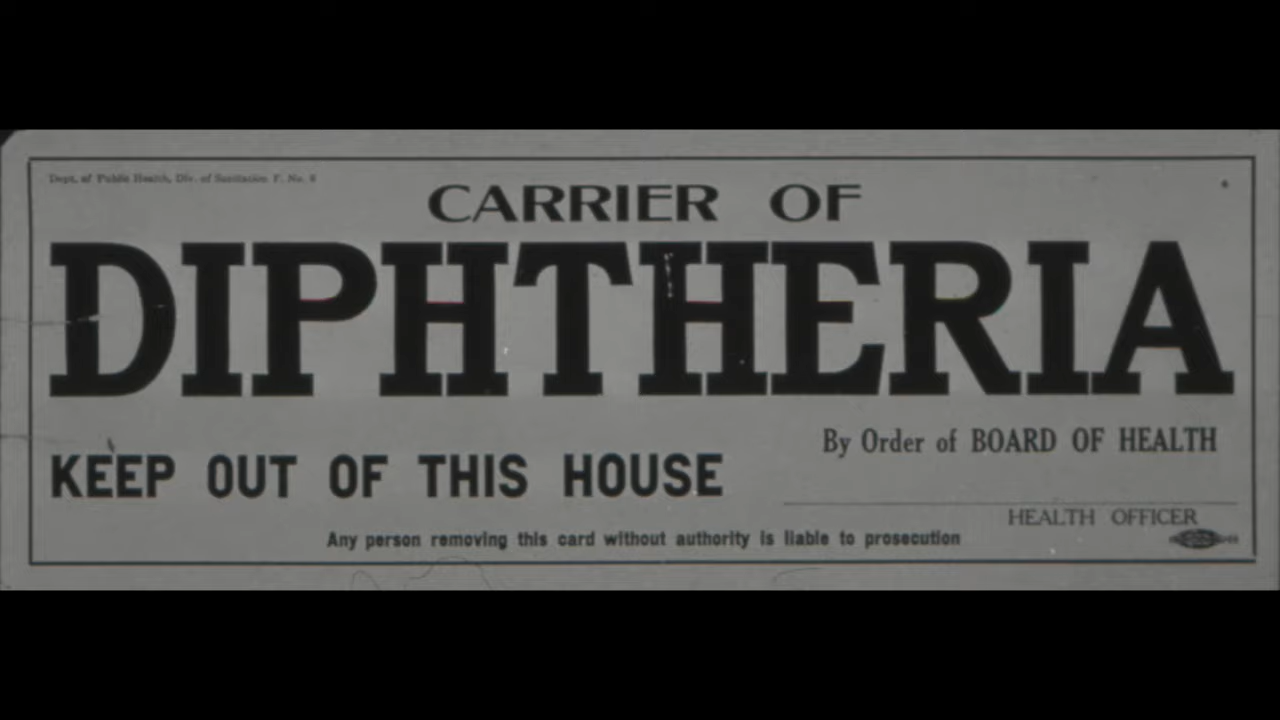 Dept. of Public Health, Div. of Sanitation F. No. 8
CARRIER OF
DIPHTHERIA
KEEP OUT OF THIS HOUSE
By Order of BOARD OF HEALTH
HEALTH OFFICER
Any person removing this card without authority is liable to prosecution